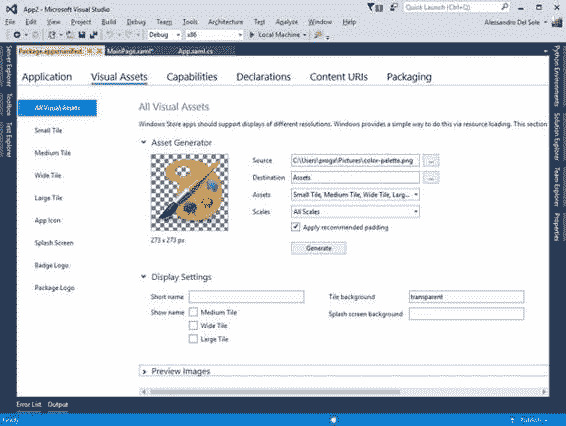 App2 - Microsoft Visual Studio
Quick Launch (Ctrl+Q)
File Edit View Project Build Debug Team Tools Architecture Test Analyze Window Help
Alessandro Del Sole
Debug x86 Local Machine
Package.appxmanifest MainPage.xaml* App.xaml.cs
Server Explorer
Toolbox
Test Explorer
Application Visual Assets Capabilities Declarations Content URIs Packaging
All Visual Assets
Small Tile
Medium Tile
Wide Tile
Large Tile
App Icon
Splash Screen
Badge Logo
Package Logo
All Visual Assets
Windows Store apps should support displays of different resolutions. Windows provides a simple way to do this via resource loading. This section
Asset Generator
273 x 273 px
Source C:\Users\progs\Pictures\color-palette.png ...
Destination Assets ...
Assets Small Tile, Medium Tile, Wide Tile, Larg...
Scales All Scales
Apply recommended padding
Generate
Display Settings
Short name
Tile background transparent
Show name Medium Tile
Splash screen background
Wide Tile
Large Tile
Preview Images
Python Environments
Solution Explorer
Team Explorer
Properties
Error List Output
Ready